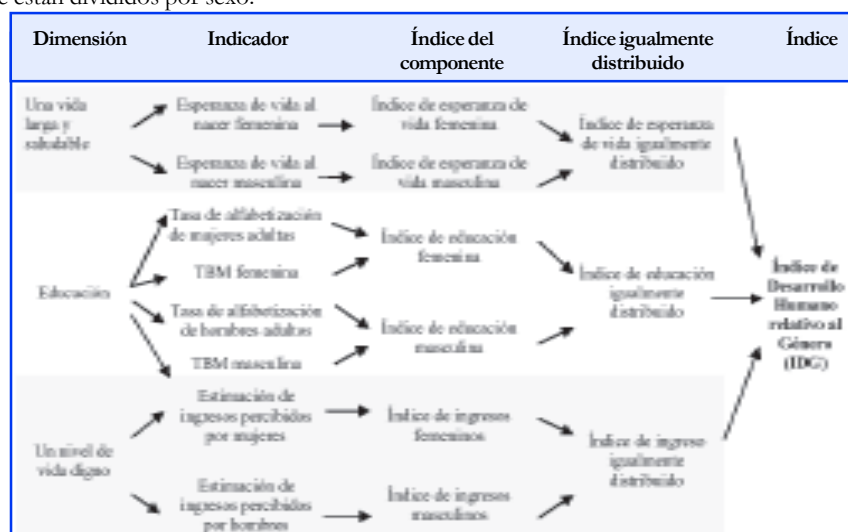 e están divididos por sexo.
Dimensión
Indicador
Índice del
componente
Índice igualmente
distribuido
Índice
Una vida
larga y
saludable
Esperanza de vida al
nacer femenina
Índice de esperanza de
vida femenina
Esperanza de vida al
nacer masculina
Índice de esperanza de
vida masculina
Índice de esperanza
de vida igualmente
distribuido
Educación
Tasa de alfabetización
de mujeres adultas
TBM femenina
Índice de educación
femenina
Tasa de alfabetización
de hombres adultas
TBM masculina
Índice de educación
masculina
Índice de educación
igualmente
distribuido
Un nivel de
vida digno
Estimación de
ingresos percibidos
por mujeres
Índice de ingresos
femeninos
Estimación de
ingresos percibidos
por hombres
Índice de ingresos
masculinos
Índice de ingreso
igualmente
distribuido
Índice de
Desarrollo
Humano
relativo al
Género
(IDG)